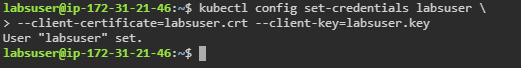 labsuser@ip-172-31-21-46:~$ kubectl config set-credentials labsuser \
> --client-certificate=labsuser.crt --client-key=labsuser.key
User "labsuser" set.
labsuser@ip-172-31-21-46:~$